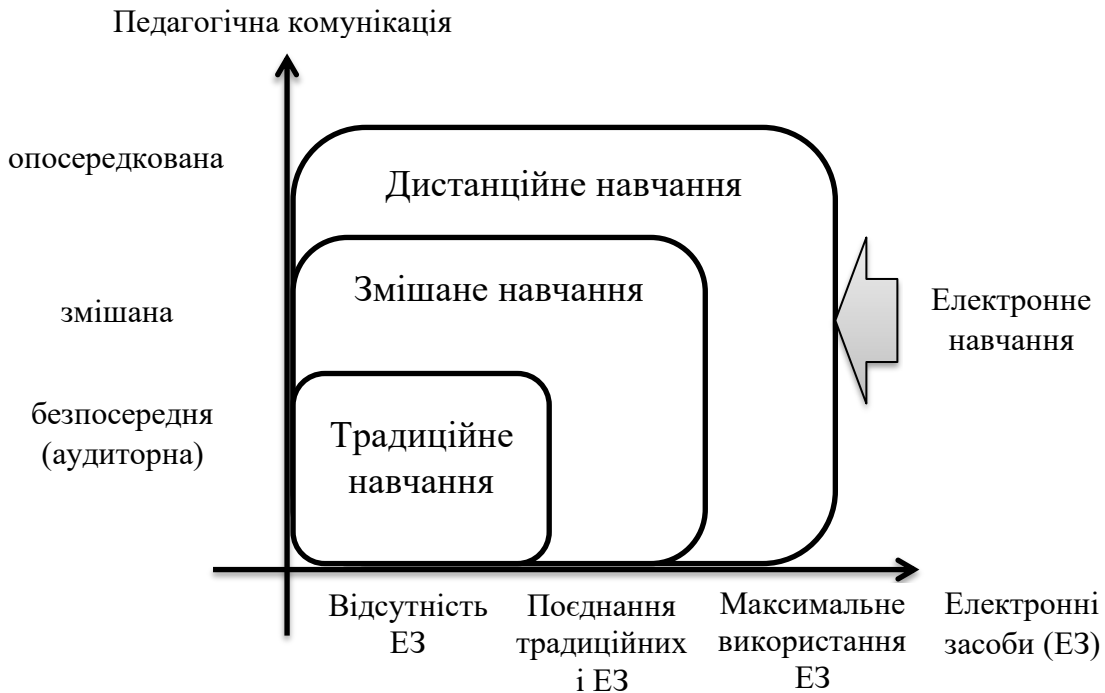 Педагогічна комунікація
опосередкована
Дистанційне навчання
змішана
Змішане навчання
Електронне
навчання
безпосередня
(аудиторна)
Традиційне
навчання
Відсутність
ЕЗ
Поєднання
традиційних
і ЕЗ
Максимальне
використання
ЕЗ
Електронні
засоби (ЕЗ)